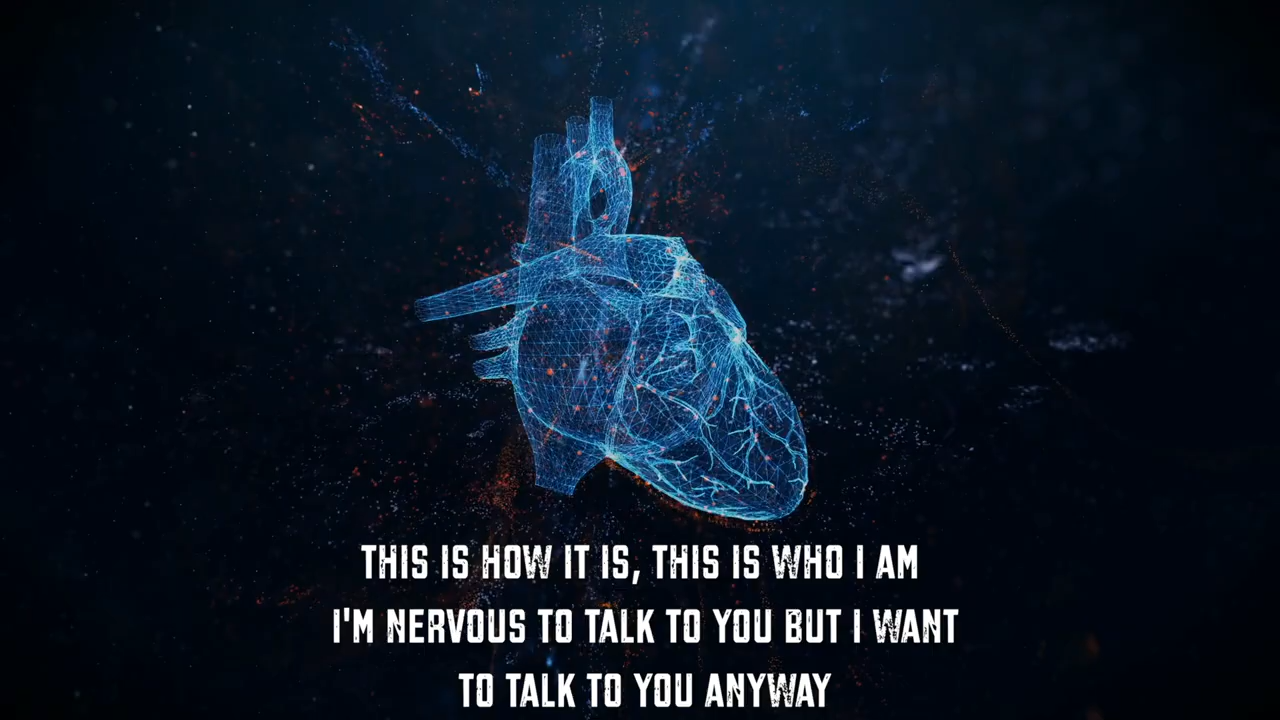 THIS IS HOW IT IS, THIS IS WHO I AM
I'M NERVOUS TO TALK TO YOU BUT I WANT
TO TALK TO YOU ANYWAY